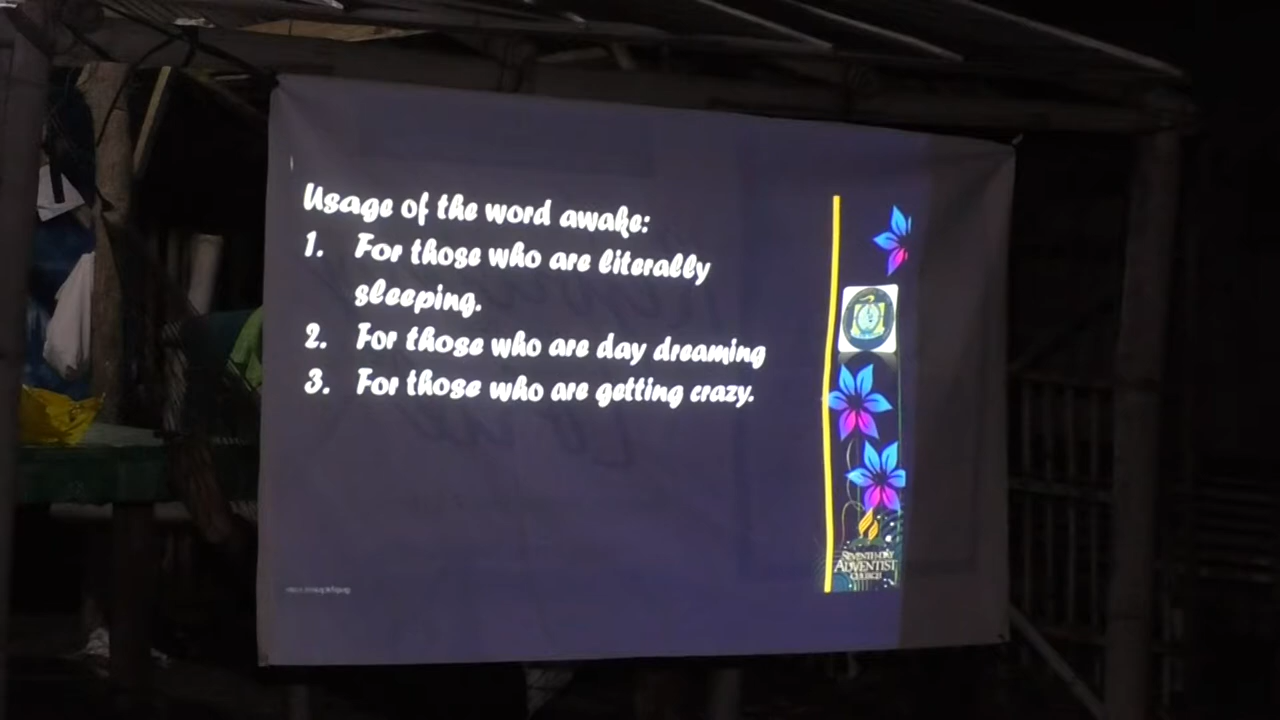 Usage of the word awake:
1. For those who are literally
sleeping.
2. For those who are day dreaming
3. For those who are getting crazy.
SEVENTH-DAY
ADVENTIST
CHURCH